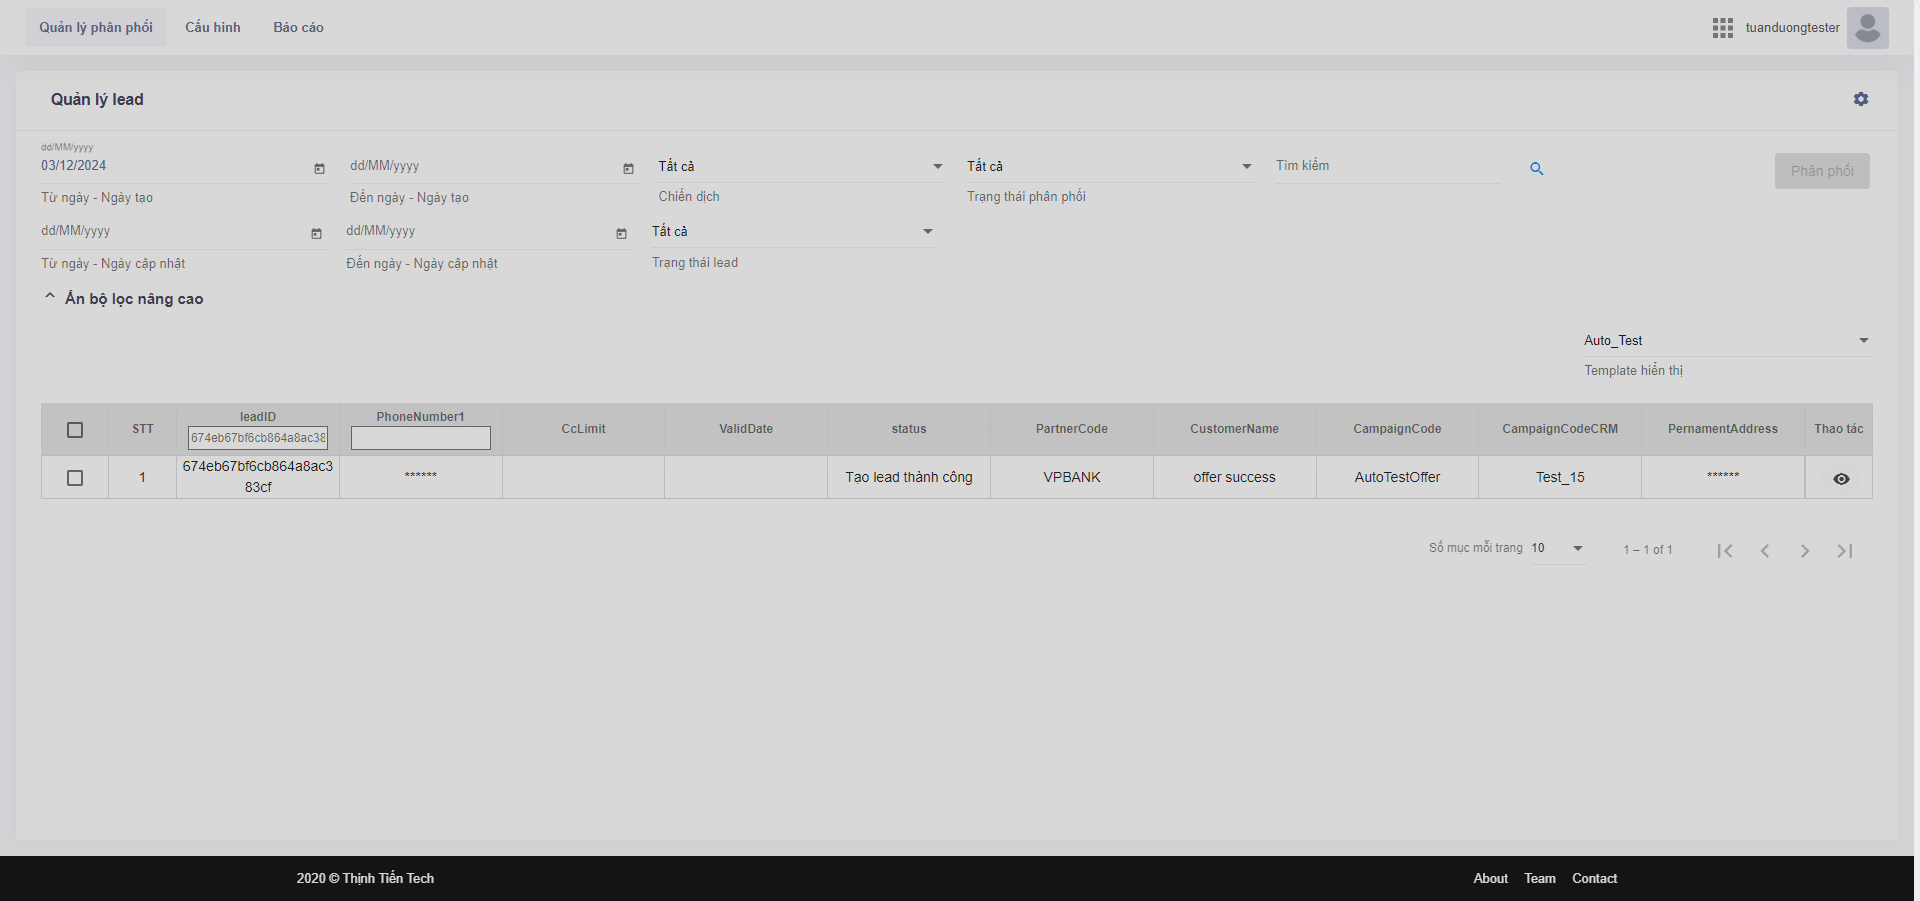 Quản lý phân phối Cấu hình Báo cáo tuanduongtester
Quản lý lead
dd/MM/yyyy
03/12/2024 dd/MM/yyyy Tất cả Tất cả Tìm kiếm Phân phối
Từ ngày - Ngày tạo Đến ngày - Ngày tạo Chiến dịch Trạng thái phân phối
dd/MM/yyyy dd/MM/yyyy Tất cả
Từ ngày - Ngày cập nhật Đến ngày - Ngày cập nhật Trạng thái lead
Ẩn bộ lọc nâng cao
Auto_Test
Template hiển thị
STT leadID PhoneNumber1 CcLimit ValidDate status PartnerCode CustomerName CampaignCode CampaignCodeCRM PernamentAddress Thao tác
674eb67bf6cb864a8ac38
1 674eb67bf6cb864a8ac3 ****** Tạo lead thành công VPBANK offer success AutoTestOffer Test_15 ******
83cf
Số mục mỗi trang 10 1 – 1 of 1
2020 © Thịnh Tiến Tech About Team Contact